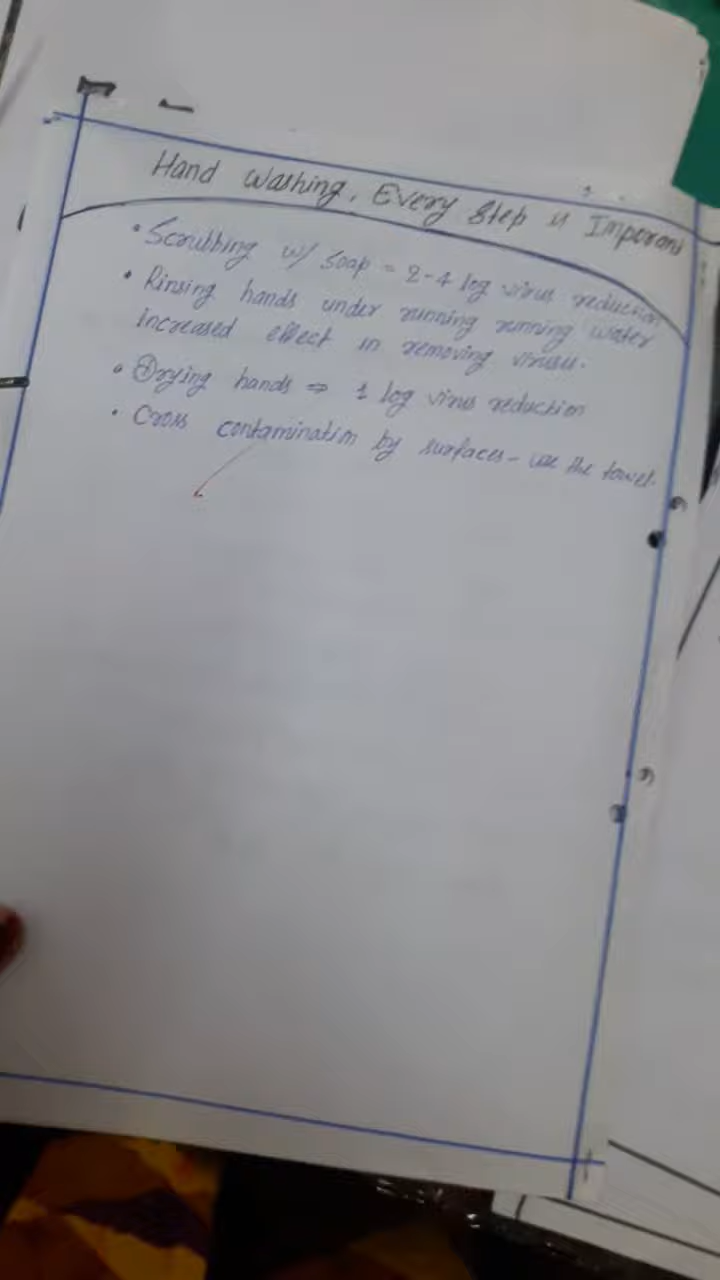 Hand Washing, Every Step is Imporant
• Scrubbing w/ Soap = 2-4 log virus reduction
• Rinsing hands under running running water
increased effect in removing viruses.
• Drying hands ⇒ 1 log virus reduction
• Cross contamination by surfaces - use the towel.